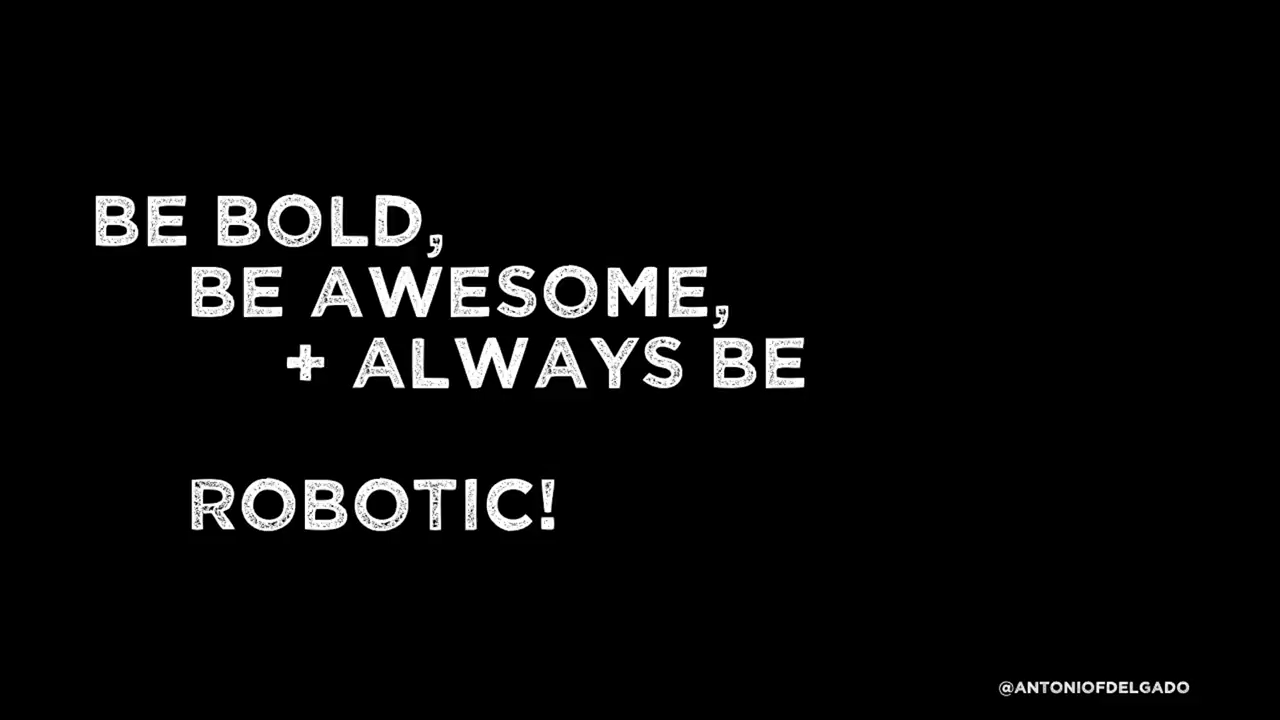 BE BOLD,
BE AWESOME,
+ ALWAYS BE
ROBOTIC!
@ANTONIOFDELGADO